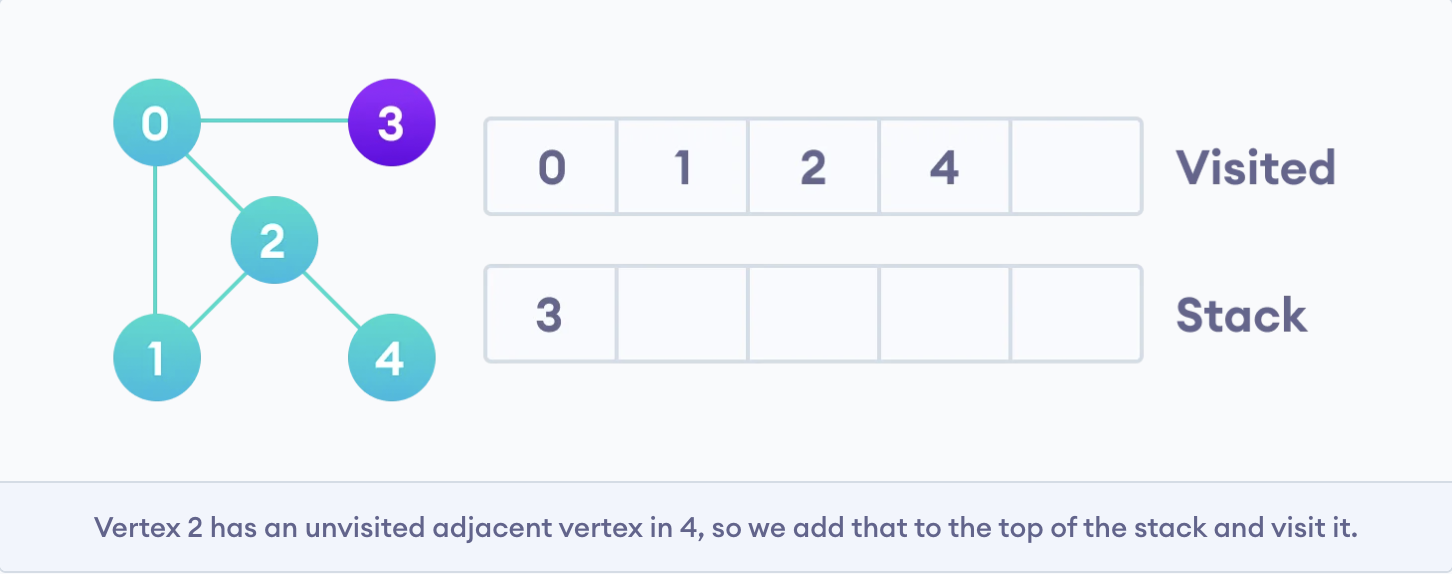 0 3
0 1 2 4 Visited
2
3 Stack
1 4
Vertex 2 has an unvisited adjacent vertex in 4, so we add that to the top of the stack and visit it.